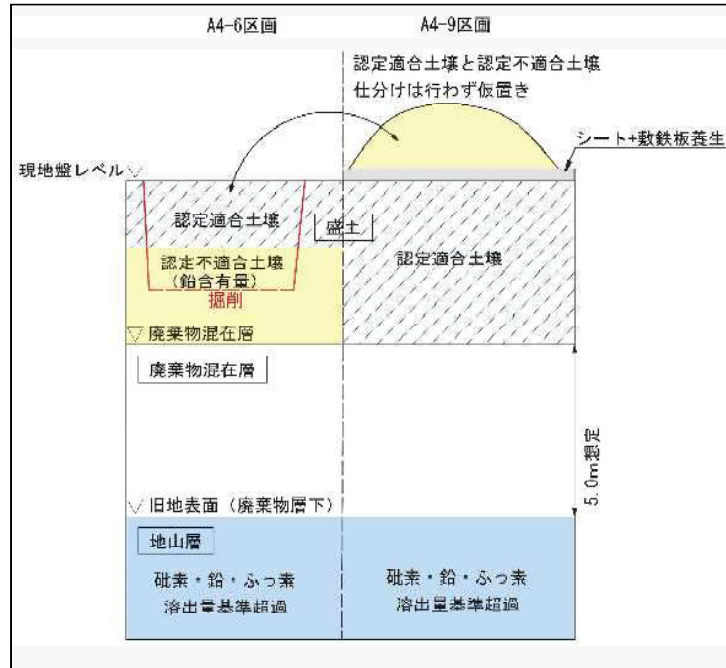 A4-6区画
A4-9区画
認定適合土壌と認定不適合土壌
仕分けは行わず仮置き
シート+敷鉄板養生
現地盤レベル
認定適合土壌
盛土
認定不適合土壌
(鉛含有量)
掘削
認定適合土壌
廃棄物混在層
廃棄物混在層
5.0m想定
旧地表面(廃棄物層下)
地山層
砒素・鉛・ふっ素
溶出量基準超過
砒素・鉛・ふっ素
溶出量基準超過